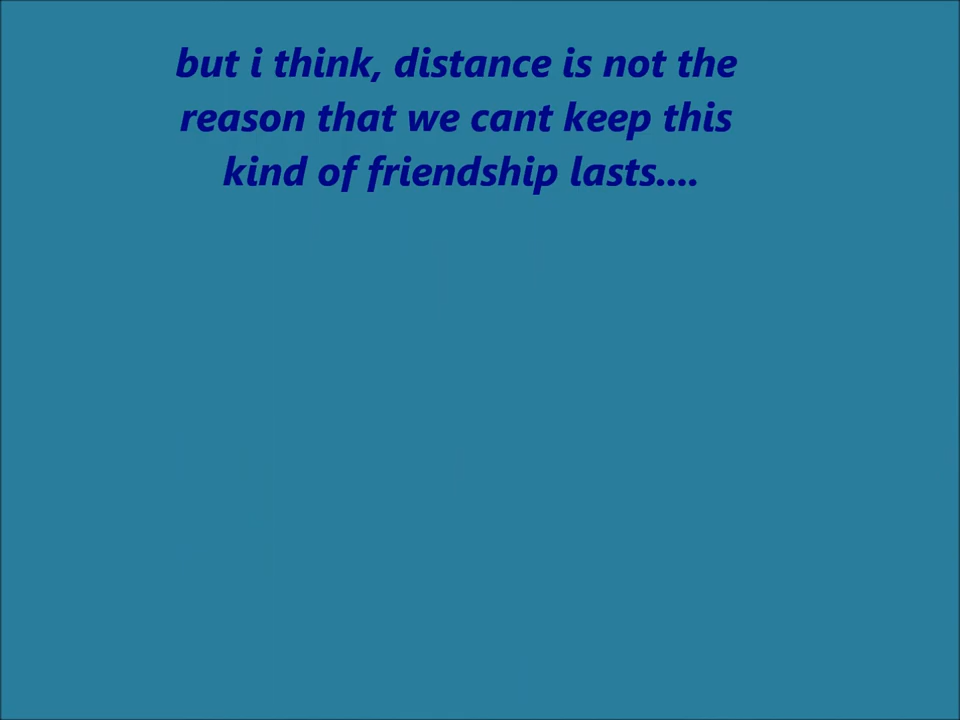 but i think, distance is not the
reason that we cant keep this
kind of friendship lasts....